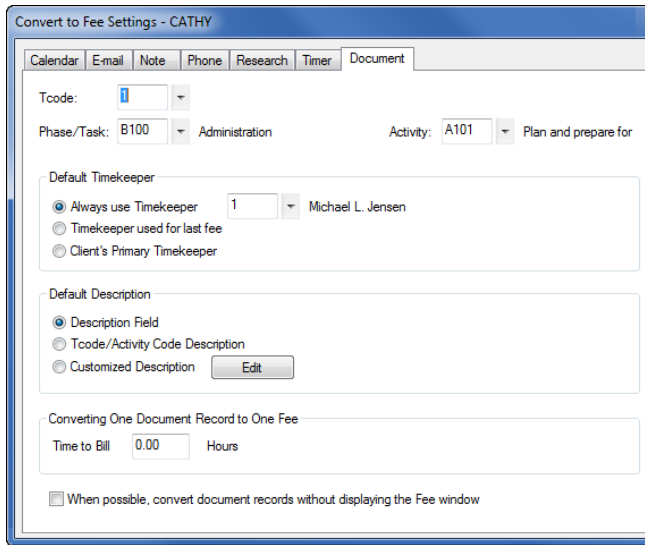 Convert to Fee Settings - CATHY
Calendar E-mail Note Phone Research Timer Document
Tcode: 1
Phase/Task: B100 Administration Activity: A101 Plan and prepare for
Default Timekeeper
Always use Timekeeper 1 Michael L. Jensen
Timekeeper used for last fee
Client's Primary Timekeeper
Default Description
Description Field
Tcode/Activity Code Description
Customized Description Edit
Converting One Document Record to One Fee
Time to Bill 0.00 Hours
When possible, convert document records without displaying the Fee window